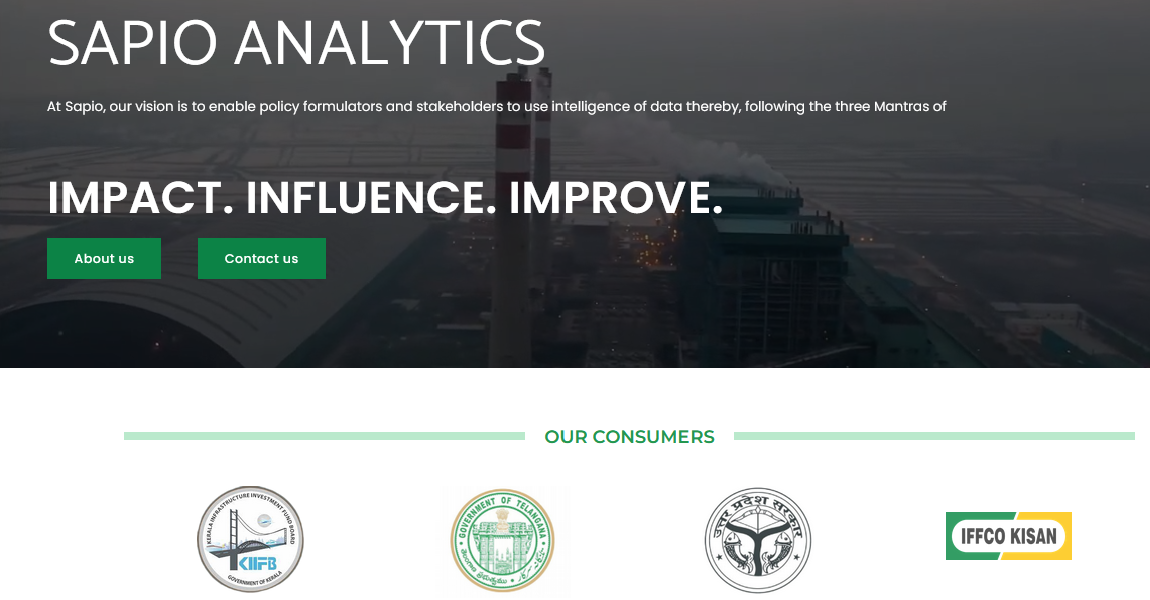 SAPIO ANALYTICS
At Sapio, our vision is to enable policy formulators and stakeholders to use intelligence of data thereby, following the three Mantras of
IMPACT. INFLUENCE. IMPROVE.
About us
Contact us
OUR CONSUMERS
KERALA INFRASTRUCTURE INVESTMENT FUND BOARD
KIIFB
GOVERNMENT OF KERALA
GOVERNMENT OF TELANGANA
తెలంగాణ ప్రభుత్వము
उत्तर प्रदेश सरकार
IFFCO KISAN